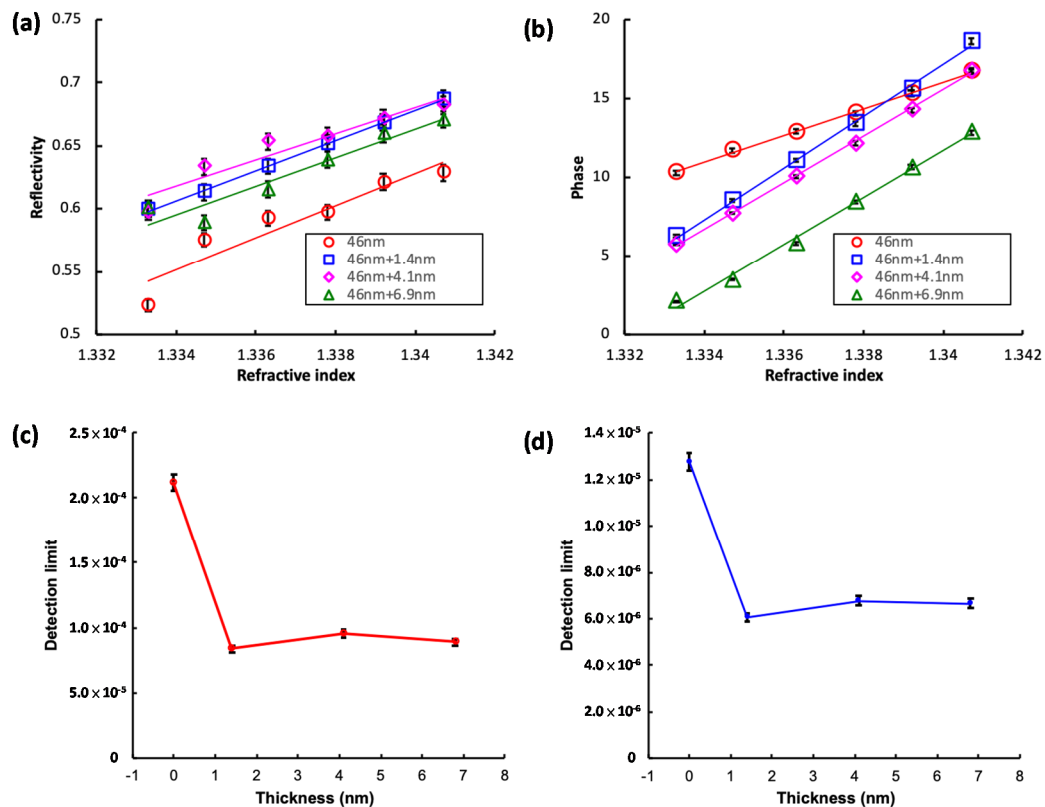 (a)
0.75
0.7
0.65
0.6
0.55
0.5
Reflectivity
46nm
46nm+1.4nm
46nm+4.1nm
46nm+6.9nm
1.332 1.334 1.336 1.338 1.34 1.342
Refractive index
(b)
20
15
10
5
0
Phase
46nm
46nm+1.4nm
46nm+4.1nm
46nm+6.9nm
1.332 1.334 1.336 1.338 1.34 1.342
Refractive index
(c)
2.5 × 10⁻⁴
2.0 × 10⁻⁴
1.5 × 10⁻⁴
1.0 × 10⁻⁴
5.0 × 10⁻⁵
0
Detection limit
-1 0 1 2 3 4 5 6 7 8
Thickness (nm)
(d)
1.4 × 10⁻⁵
1.2 × 10⁻⁵
1.0 × 10⁻⁵
8.0 × 10⁻⁶
6.0 × 10⁻⁶
4.0 × 10⁻⁶
2.0 × 10⁻⁶
0
Detection limit
-1 0 1 2 3 4 5 6 7 8
Thickness (nm)